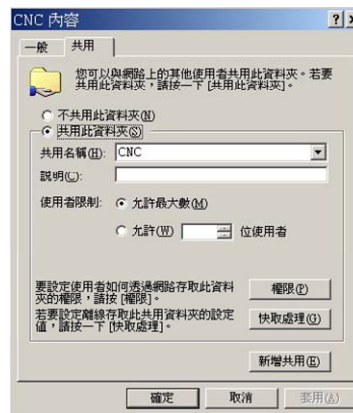 CNC 內容
一般
共用
您可以與網路上的其他使用者共用此資料夾。若要
共用此資料夾，請按一下 [共用資料夾]。
不共用此資料夾(N)
共用此資料夾(S)
共用名稱(H): CNC
說明(C):
使用者限制: 允許最大數(M)
允許(W) 位使用者
要設定使用者如何透過網路存取此資料
夾的權限，請按 [權限]。
權限(P)
若要設定離線存取此共用資料夾的設定
值，請按一下 [快取處理]。
快取處理(G)
新增共用(E)
確定 取消 套用(A)